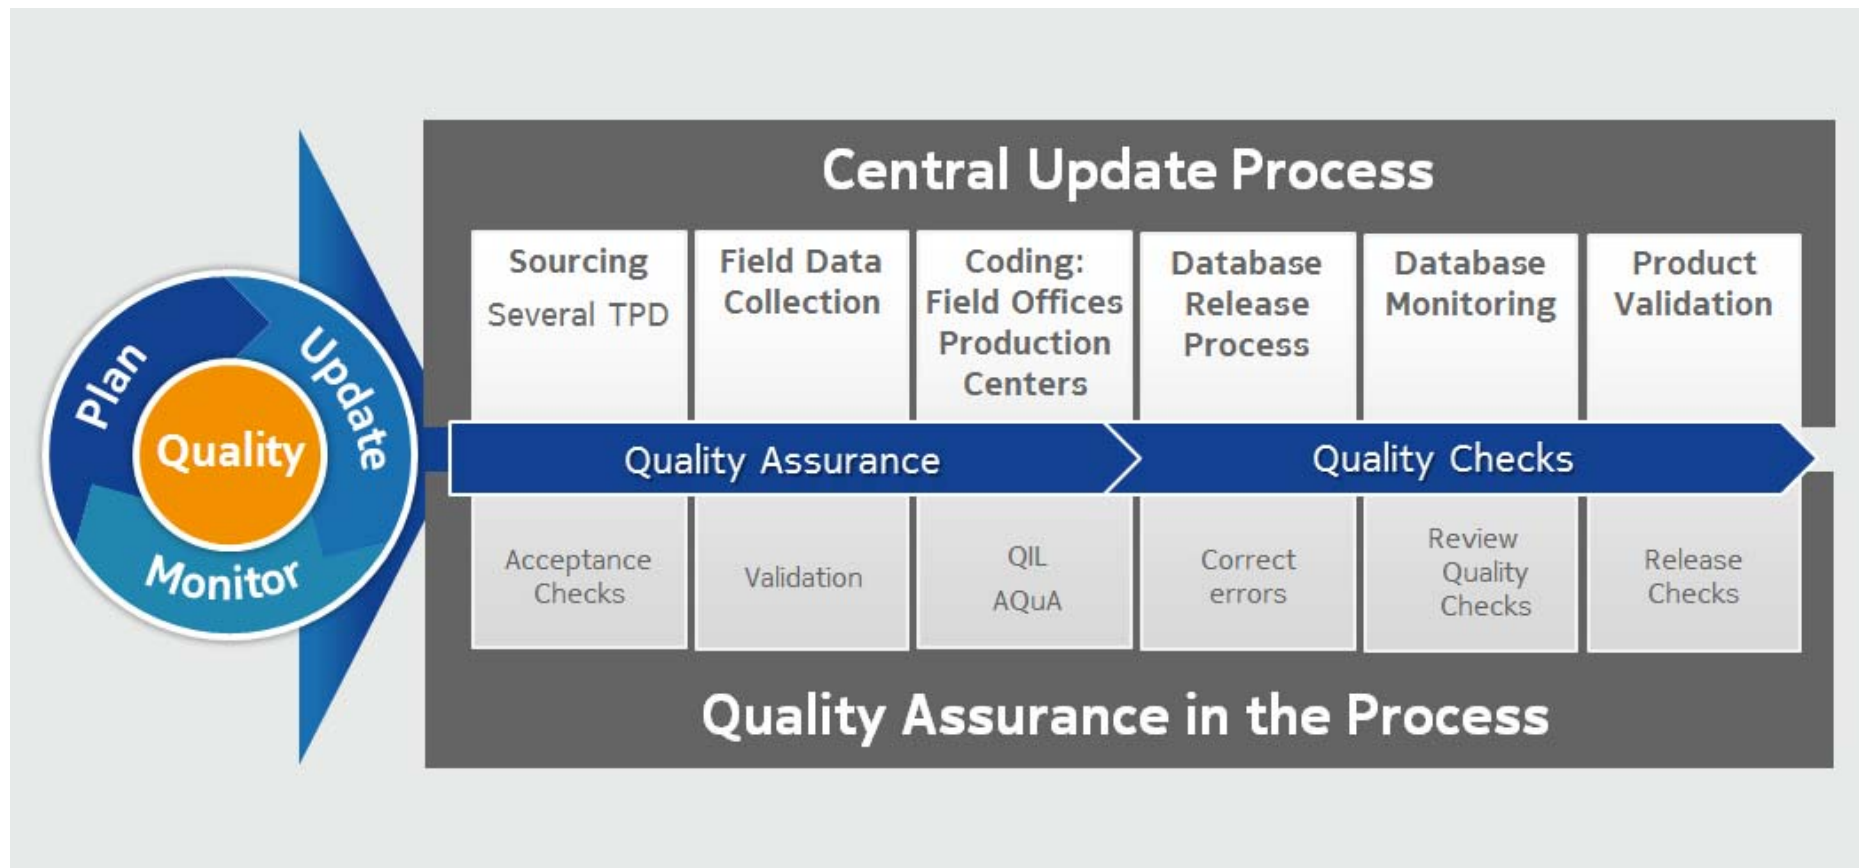 Central Update Process
Sourcing
Several TPD
Field Data
Collection
Coding:
Field Offices
Production
Centers
Database
Release
Process
Database
Monitoring
Product
Validation
Plan
Update
Monitor
Quality
Quality Assurance
Quality Checks
Acceptance
Checks
Validation
QIL
AQuA
Correct
errors
Review
Quality
Checks
Release
Checks
Quality Assurance in the Process